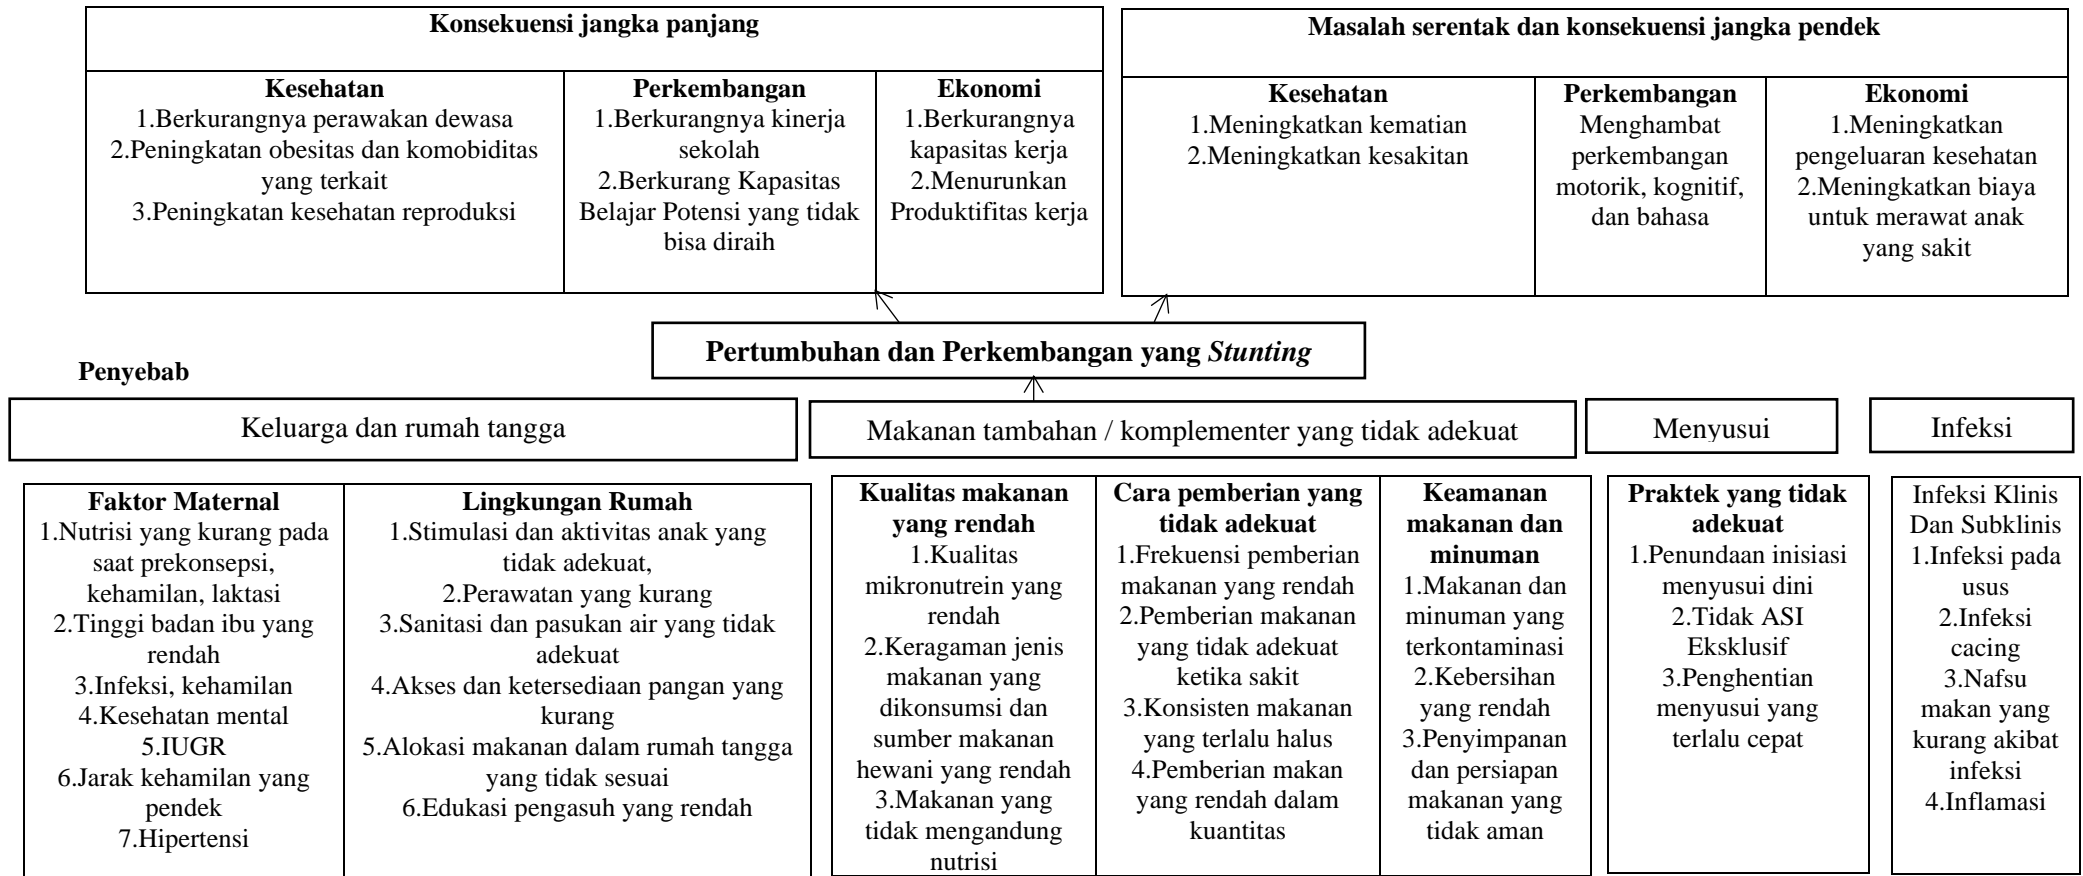 Konsekuensi jangka panjang
Kesehatan
1.Berkurangnya perawakan dewasa
2.Peningkatan obesitas dan komobiditas
yang terkait
3.Peningkatan kesehatan reproduksi
Perkembangan
1.Berkurangnya kinerja
sekolah
2.Berkurang Kapasitas
Belajar Potensi yang tidak
bisa diraih
Ekonomi
1.Berkurangnya
kapasitas kerja
2.Menurunkan
Produktifitas kerja
Masalah serentak dan konsekuensi jangka pendek
Kesehatan
1.Meningkatkan kematian
2.Meningkatkan kesakitan
Perkembangan
Menghambat
perkembangan
motorik, kognitif,
dan bahasa
Ekonomi
1.Meningkatkan
pengeluaran kesehatan
2.Meningkatkan biaya
untuk merawat anak
yang sakit
Pertumbuhan dan Perkembangan yang Stunting
Penyebab
Keluarga dan rumah tangga
Makanan tambahan / komplementer yang tidak adekuat
Menyusui
Infeksi
Faktor Maternal
1.Nutrisi yang kurang pada
saat prekonsepsi,
kehamilan, laktasi
2.Tinggi badan ibu yang
rendah
3.Infeksi, kehamilan
4.Kesehatan mental
5.IUGR
6.Jarak kehamilan yang
pendek
7.Hipertensi
Lingkungan Rumah
1.Stimulasi dan aktivitas anak yang
tidak adekuat,
2.Perawatan yang kurang
3.Sanitasi dan pasukan air yang tidak
adekuat
4.Akses dan ketersediaan pangan yang
kurang
5.Alokasi makanan dalam rumah tangga
yang tidak sesuai
6.Edukasi pengasuh yang rendah
Kualitas makanan
yang rendah
1.Kualitas
mikronutrein yang
rendah
2.Keragaman jenis
makanan yang
dikonsumsi dan
sumber makanan
hewani yang rendah
3.Makanan yang
tidak mengandung
nutrisi
Cara pemberian yang
tidak adekuat
1.Frekuensi pemberian
makanan yang rendah
2.Pemberian makanan
yang tidak adekuat
ketika sakit
3.Konsisten makanan
yang terlalu halus
4.Pemberian makan
yang rendah dalam
kuantitas
Keamanan
makanan dan
minuman
1.Makanan dan
minuman yang
terkontaminasi
2.Kebersihan
yang rendah
3.Penyimpanan
dan persiapan
makanan yang
tidak aman
Praktek yang tidak
adekuat
1.Penundaan inisiasi
menyusui dini
2.Tidak ASI
Eksklusif
3.Penghentian
menyusui yang
terlalu cepat
Infeksi Klinis
Dan Subklinis
1.Infeksi pada
usus
2.Infeksi
cacing
3.Nafsu
makan yang
kurang akibat
infeksi
4.Inflamasi